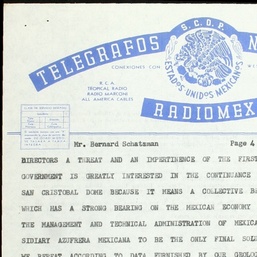 TELEGRAFOS N
S.C.O.P.
CONEXIONES CON
ESTADOS UNIDOS MEXICANOS
R.C.A.
TROPICAL RADIO
RADIO MARCONI
ALL AMERICA CABLES
RADIOMEX
Mr. Bernard Schatzman Page 4
DIRECTORS A THREAT AND AN IMPERTINENCE OF THE FIRST
GOVERNMENT IS GREATLY INTERESTED IN THE CONTINUANCE
SAN CRISTOBAL DOME BECAUSE IT MEANS A COLLECTIVE BA
WHICH HAS A STRONG BEARING ON THE MEXICAN ECONOMY
THE MANAGEMENT AND TECHNICAL ADMINISTRATION OF MEXICA
SIDIARY AZUFRERA MEXICANA TO BE THE ONLY FINAL SOLU
WE REPEAT ACCORDING TO DATA FURNISHED BY OUR GEOLOG